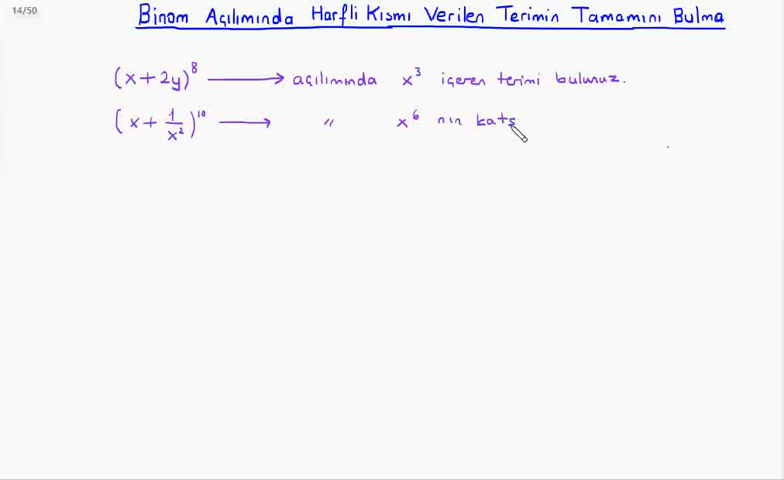 14/50
Binom Açılımında Harfli Kısmı Verilen Terimin Tamamını Bulma
(x + 2y)⁸ → açılımında x³ içeren terimi bulunuz.
(x + 1/x²)¹⁰ → " x⁶ nın kats